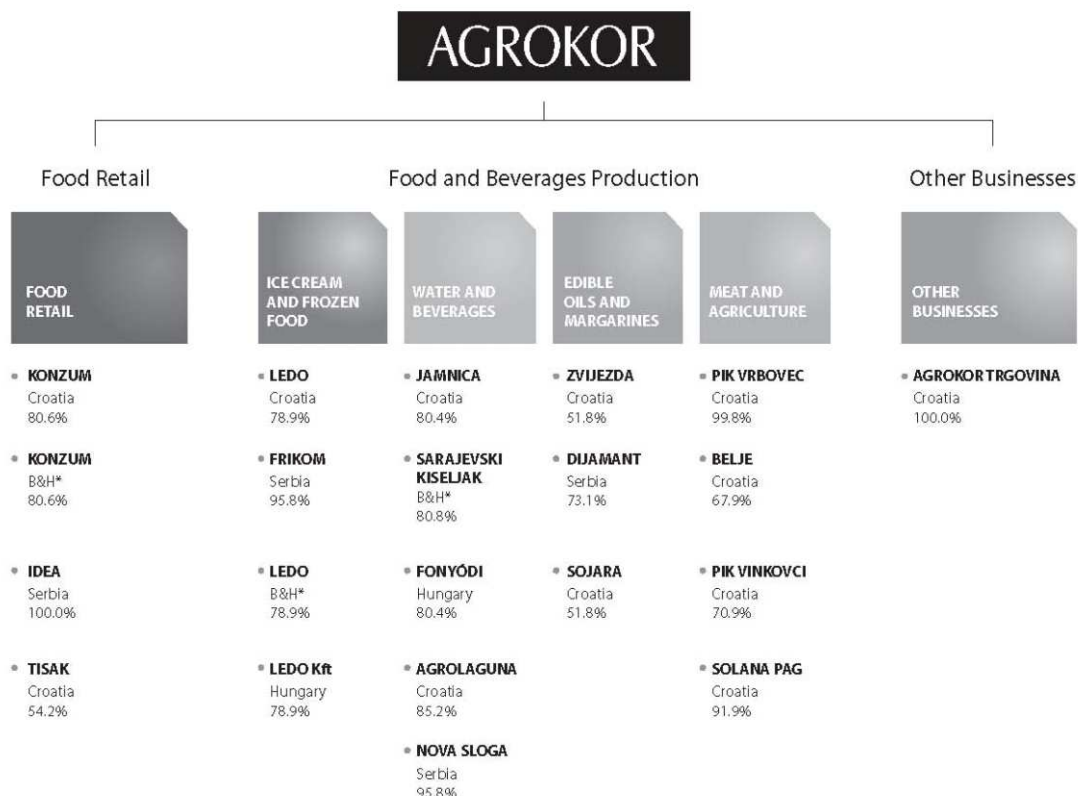 AGROKOR
Food Retail
Food and Beverages Production
Other Businesses
FOOD
RETAIL
ICE CREAM
AND FROZEN
FOOD
WATER AND
BEVERAGES
EDIBLE
OILS AND
MARGARINES
MEAT AND
AGRICULTURE
OTHER
BUSINESSES
• KONZUM
Croatia
80.6%
• KONZUM
B&H*
80.6%
• IDEA
Serbia
100.0%
• TISAK
Croatia
54.2%
• LEDO
Croatia
78.9%
• FRIKOM
Serbia
95.8%
• LEDO
B&H*
78.9%
• LEDO Kft
Hungary
78.9%
• JAMNICA
Croatia
80.4%
• SARAJEVSKI
KISELJAK
B&H*
80.8%
• FONYÓDI
Hungary
80.4%
• AGROLAGUNA
Croatia
85.2%
• NOVA SLOGA
Serbia
95.8%
• ZVIJEZDA
Croatia
51.8%
• DIJAMANT
Serbia
73.1%
• SOJARA
Croatia
51.8%
• PIK VRBOVEC
Croatia
99.8%
• BELJE
Croatia
67.9%
• PIK VINKOVCI
Croatia
70.9%
• SOLANA PAG
Croatia
91.9%
• AGROKOR TRGOVINA
Croatia
100.0%